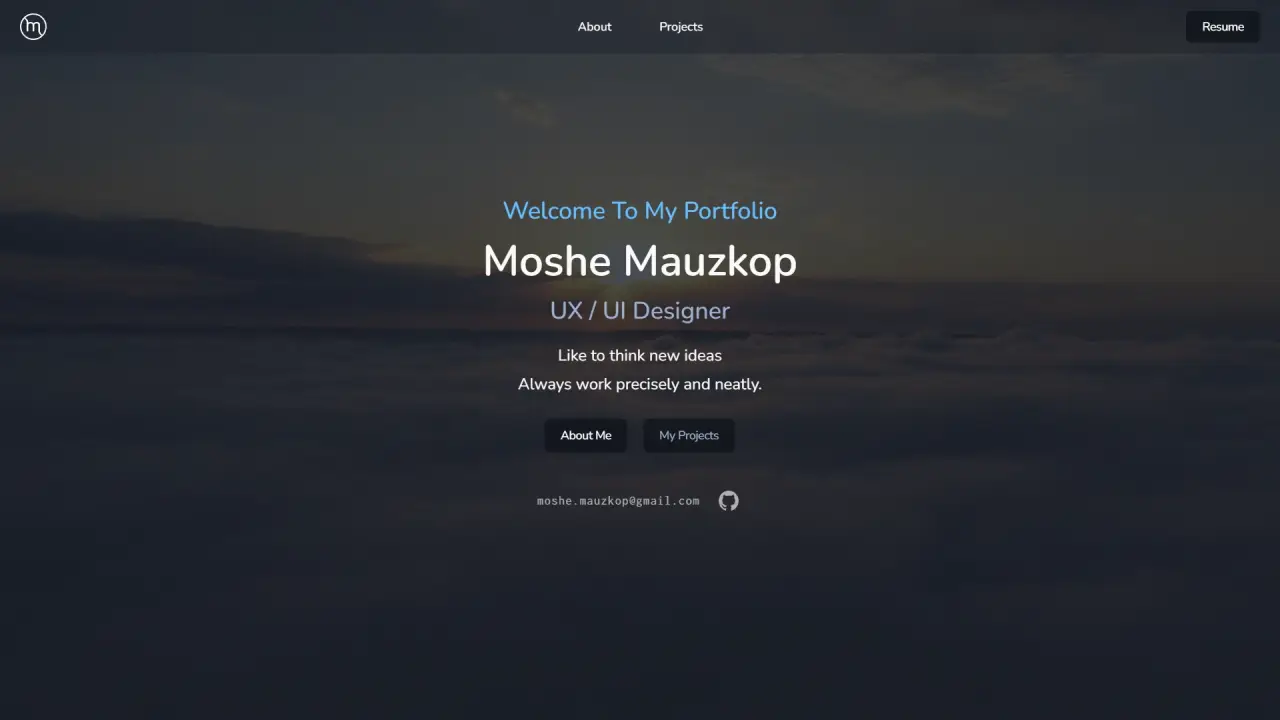 m
About
Projects
Resume
Welcome To My Portfolio
Moshe Mauzkop
UX / UI Designer
Like to think new ideas
Always work precisely and neatly.
About Me
My Projects
moshe.mauzkop@gmail.com